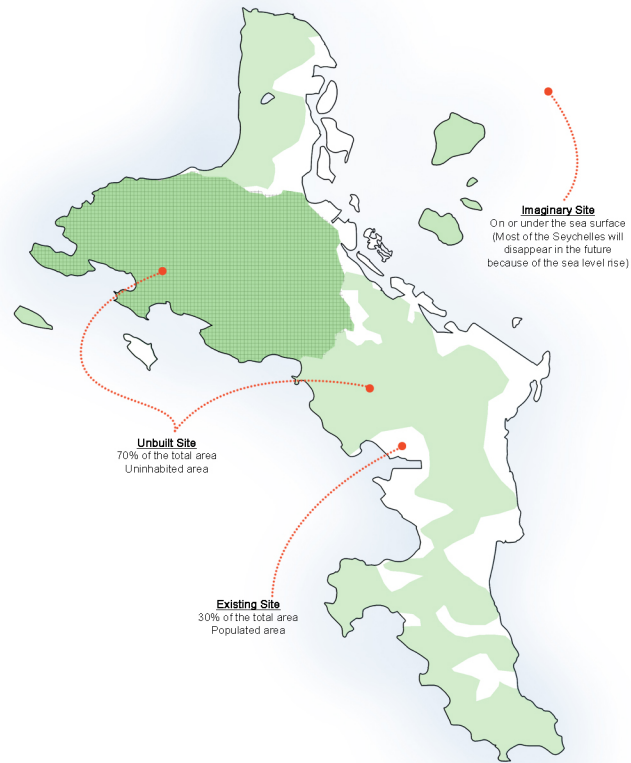 Imaginary Site
On or under the sea surface
(Most of the Seychelles will
disappear in the future
because of the sea level rise)
Unbuilt Site
70% of the total area
Uninhabited area
Existing Site
30% of the total area
Populated area